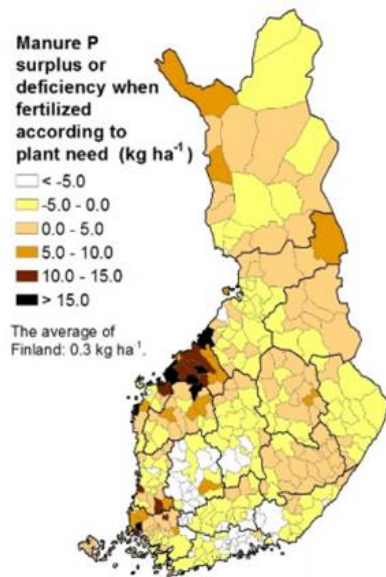 Manure P
surplus or
deficiency when
fertilized
according to
plant need (kg ha⁻¹)
< -5.0
-5.0 - 0.0
0.0 - 5.0
5.0 - 10.0
10.0 - 15.0
> 15.0
The average of
Finland: 0.3 kg ha⁻¹.